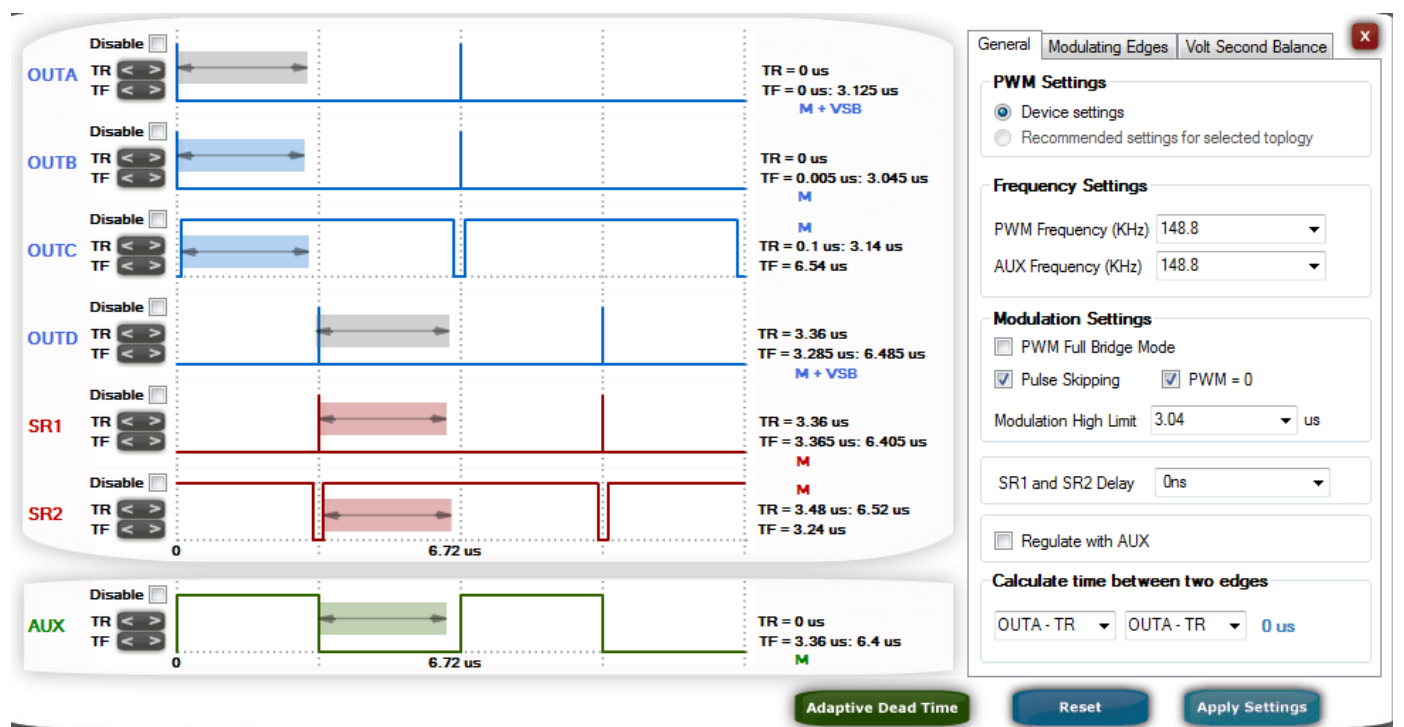 Disable
OUTA
TR < >
TF < >
TR = 0 us
TF = 0 us: 3.125 us
M + VSB
Disable
OUTB
TR < >
TF < >
TR = 0 us
TF = 0.005 us: 3.045 us
M
Disable
OUTC
TR < >
TF < >
M
TR = 0.1 us: 3.14 us
TF = 6.54 us
Disable
OUTD
TR < >
TF < >
TR = 3.36 us
TF = 3.285 us: 6.485 us
M + VSB
Disable
SR1
TR < >
TF < >
TR = 3.36 us
TF = 3.365 us: 6.405 us
M
Disable
SR2
TR < >
TF < >
M
TR = 3.48 us: 6.52 us
TF = 3.24 us
0 6.72 us
Disable
AUX
TR < >
TF < >
TR = 0 us
TF = 3.36 us: 6.4 us
M
0 6.72 us
General Modulating Edges Volt Second Balance X
PWM Settings
Device settings
Recommended settings for selected toplogy
Frequency Settings
PWM Frequency (KHz) 148.8
AUX Frequency (KHz) 148.8
Modulation Settings
PWM Full Bridge Mode
Pulse Skipping PWM = 0
Modulation High Limit 3.04 us
SR1 and SR2 Delay 0ns
Regulate with AUX
Calculate time between two edges
OUTA - TR OUTA - TR 0 us
Adaptive Dead Time Reset Apply Settings